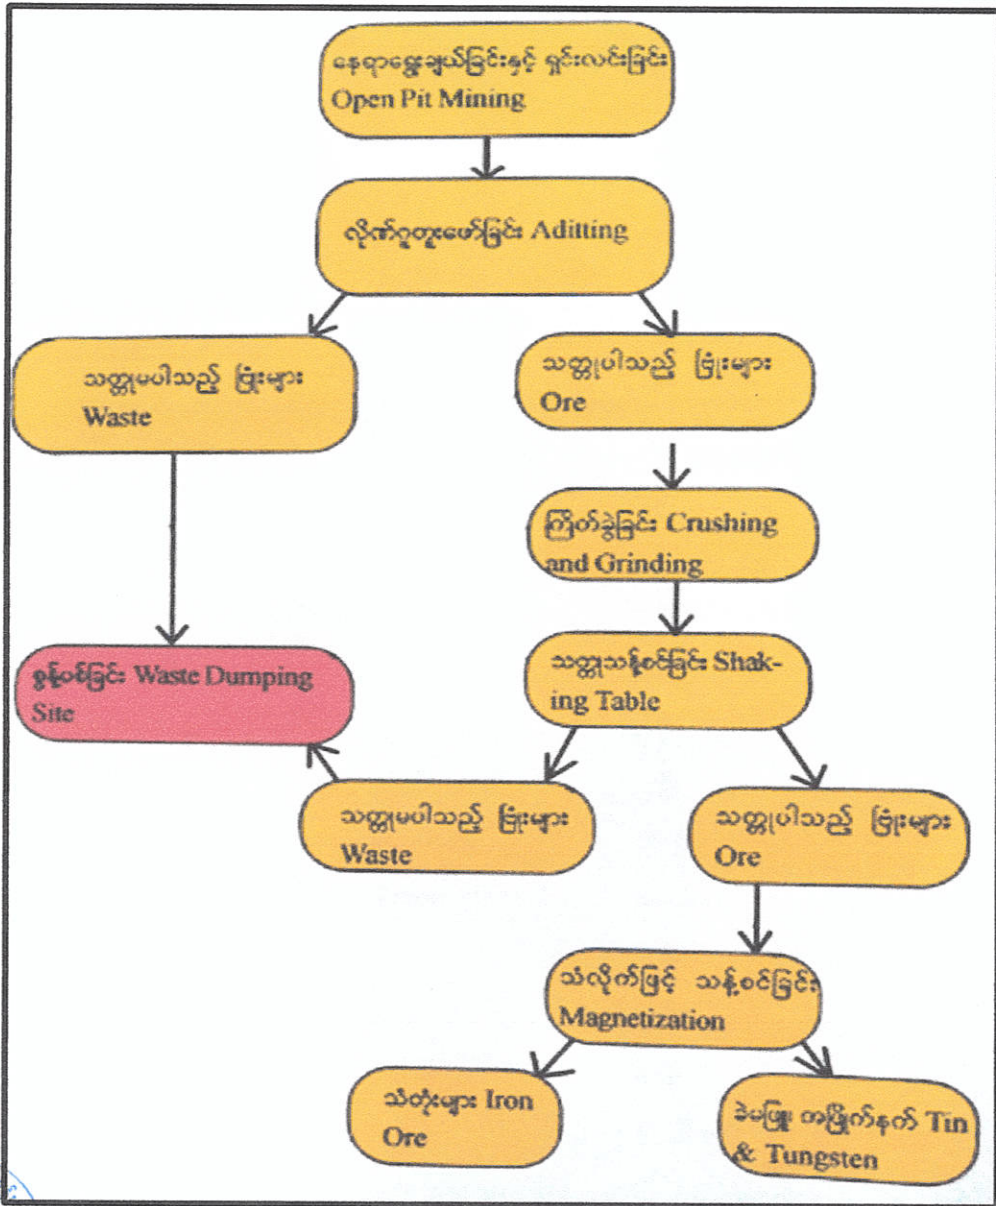 နေရာရွေးချယ်ခြင်းနှင့် ရှင်းလင်းခြင်း
Open Pit Mining
လိုဏ်ဂူတူးဖော်ခြင်း Aditting
သတ္တုမပါသည့် ဗြုံးများ
Waste
သတ္တုပါသည့် ဗြုံးများ
Ore
ကြိတ်ခွဲခြင်း Crushing
and Grinding
စွန့်ပစ်ခြင်း Waste Dumping
Site
သတ္တုသန့်စင်ခြင်း Shak-
ing Table
သတ္တုမပါသည့် ဗြုံးများ
Waste
သတ္တုပါသည့် ဗြုံးများ
Ore
သံလိုက်ဖြင့် သန့်စင်ခြင်း
Magnetization
သံတုံးများ Iron
Ore
ခဲမဖြူ အဖြိုက်နက် Tin
& Tungsten